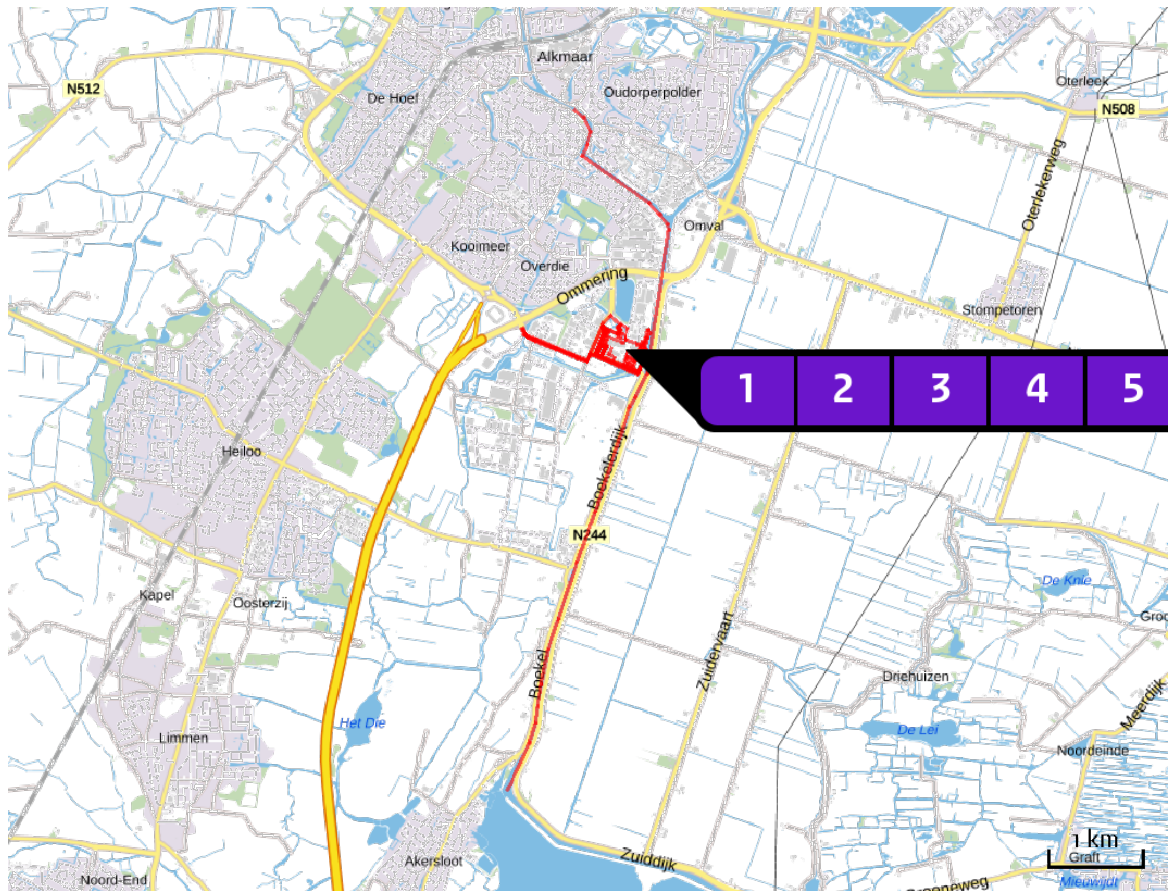 Alkmaar
Oudorperpolder
Oterleek
N512
De Hoef
N508
Oterlekerweg
Omval
Kooimeer
Overdie
Ommering
Stompetoren
1 2 3 4 5
Heiloo
Boekelerdijk
N244
De Knie
Kapel
Oosterzij
Groo
Zuidervaart
Boekel
Driehuizen
Meerdijk
Het Die
De Lei
Limmen
Noordeinde
1 km
Graft
Akersloot
Zuiddijk
Noord-End
Groeneweg